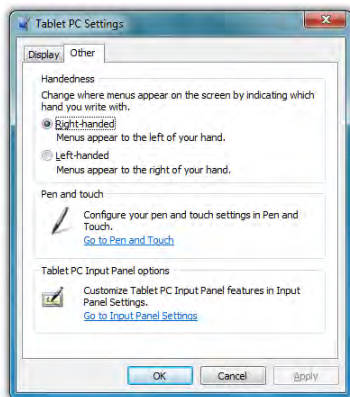 Tablet PC Settings
Display
Other
Handedness
Change where menus appear on the screen by indicating which
hand you write with.
Right-handed
Menus appear to the left of your hand.
Left-handed
Menus appear to the right of your hand.
Pen and touch
Configure your pen and touch settings in Pen and
Touch.
Go to Pen and Touch
Tablet PC Input Panel options
Customize Tablet PC Input Panel features in Input
Panel Settings.
Go to Input Panel Settings
OK
Cancel
Apply